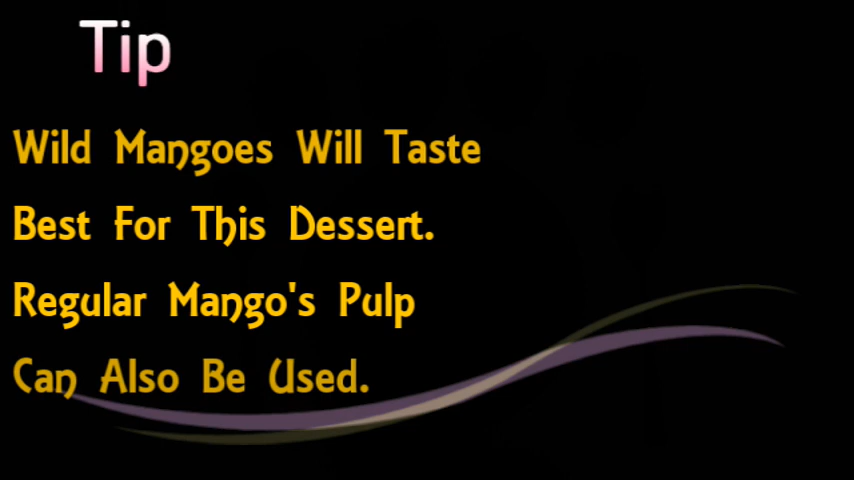 Tip
Wild Mangoes Will Taste
Best For This Dessert.
Regular Mango's Pulp
Can Also Be Used.